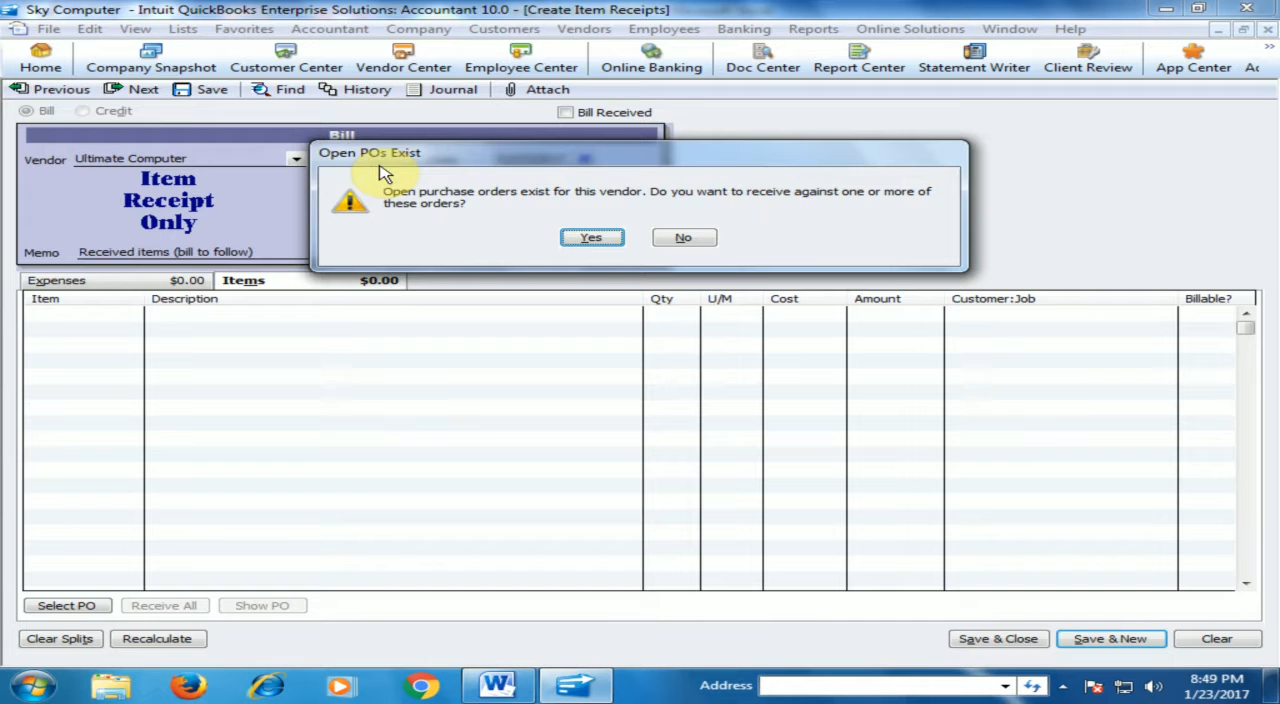 Sky Computer - Intuit QuickBooks Enterprise Solutions: Accountant 10.0 - [Create Item Receipts]
File Edit View Lists Favorites Accountant Company Customers Vendors Employees Banking Reports Online Solutions Window Help
Home Company Snapshot Customer Center Vendor Center Employee Center Online Banking Doc Center Report Center Statement Writer Client Review App Center
Previous Next Save Find History Journal Attach
Bill Credit Bill Received
Bill
Open POs Exist
Vendor Ultimate Computer
Open purchase orders exist for this vendor. Do you want to receive against one or more of
these orders?
Item
Receipt
Only
Yes No
Memo Received items (bill to follow)
Expenses $0.00 Items $0.00
Item Description Qty U/M Cost Amount Customer:Job Billable?
Select PO Receive All Show PO
Clear Splits Recalculate Save & Close Save & New Clear
Address
8:49 PM
1/23/2017